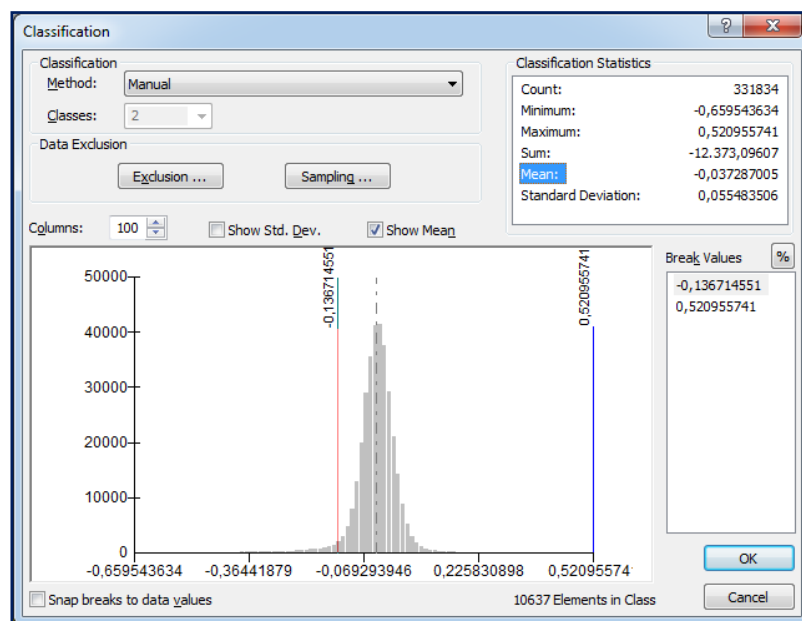 Classification
Classification
Method: Manual
Classes: 2
Data Exclusion
Exclusion ... Sampling ...
Classification Statistics
Count: 331834
Minimum: -0,659543634
Maximum: 0,520955741
Sum: -12.373,09607
Mean: -0,037287005
Standard Deviation: 0,055483506
Columns: 100 Show Std. Dev. Show Mean
Break Values %
-0,136714551
0,520955741
50000
40000
30000
20000
10000
0
-0,136714551
0,520955741
-0,659543634 -0,36441879 -0,069293946 0,225830898 0,52095574
OK
Snap breaks to data values 10637 Elements in Class Cancel